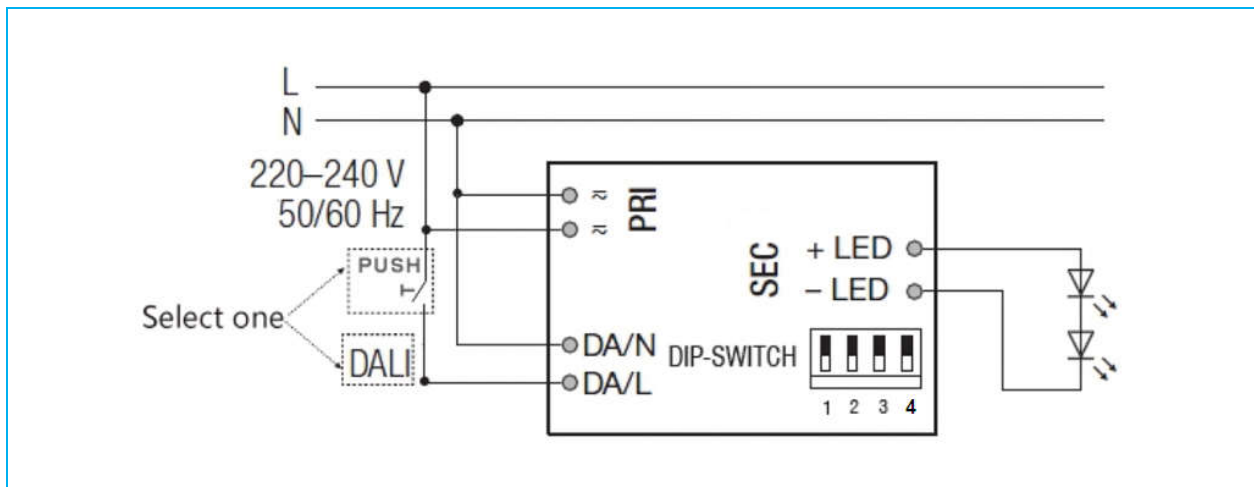 L
N
220–240 V
50/60 Hz
PUSH
Select one
DALI
≂ PRI
≂
SEC
+ LED
– LED
DA/N
DA/L
DIP-SWITCH
1 2 3 4